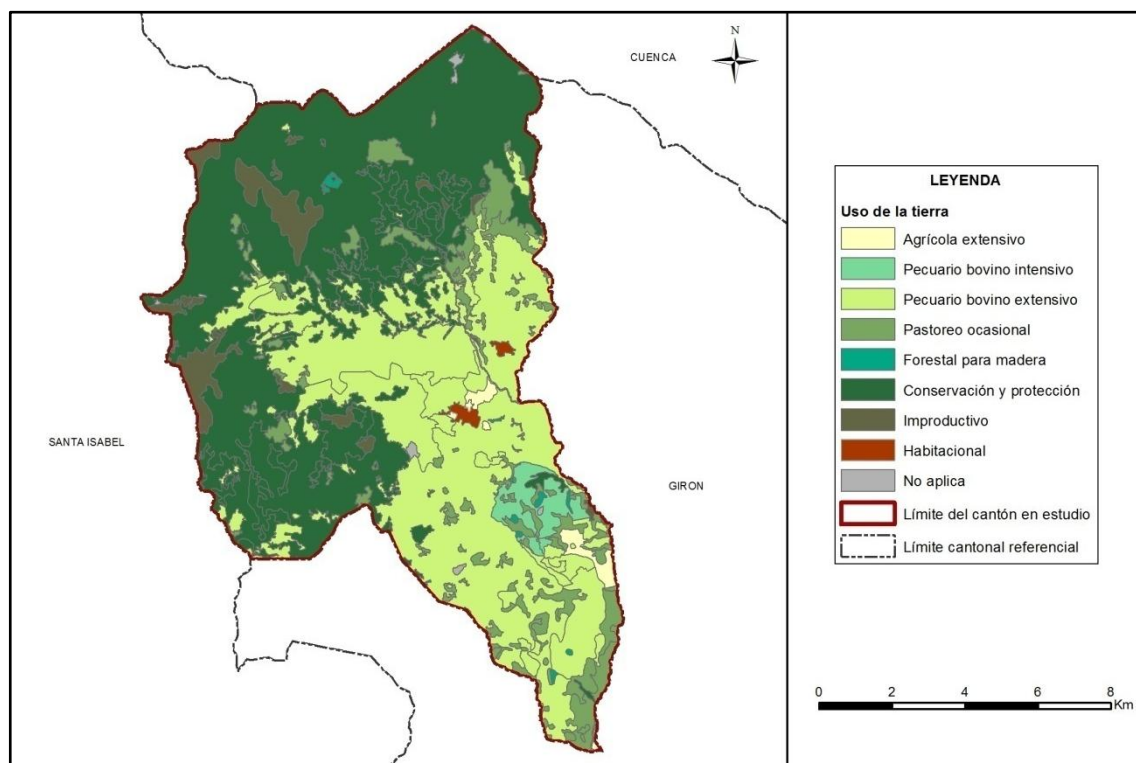 N
CUENCA
SANTA ISABEL
GIRON
LEYENDA
Uso de la tierra
Agrícola extensivo
Pecuario bovino intensivo
Pecuario bovino extensivo
Pastoreo ocasional
Forestal para madera
Conservación y protección
Improductivo
Habitacional
No aplica
Límite del cantón en estudio
Límite cantonal referencial
0 2 4 6 8
Km